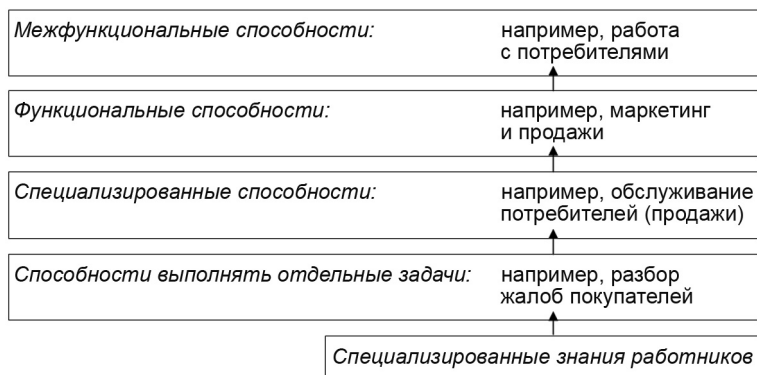 Межфункциональные способности: например, работа
с потребителями
Функциональные способности: например, маркетинг
и продажи
Специализированные способности: например, обслуживание
потребителей (продажи)
Способности выполнять отдельные задачи: например, разбор
жалоб покупателей
Специализированные знания работников